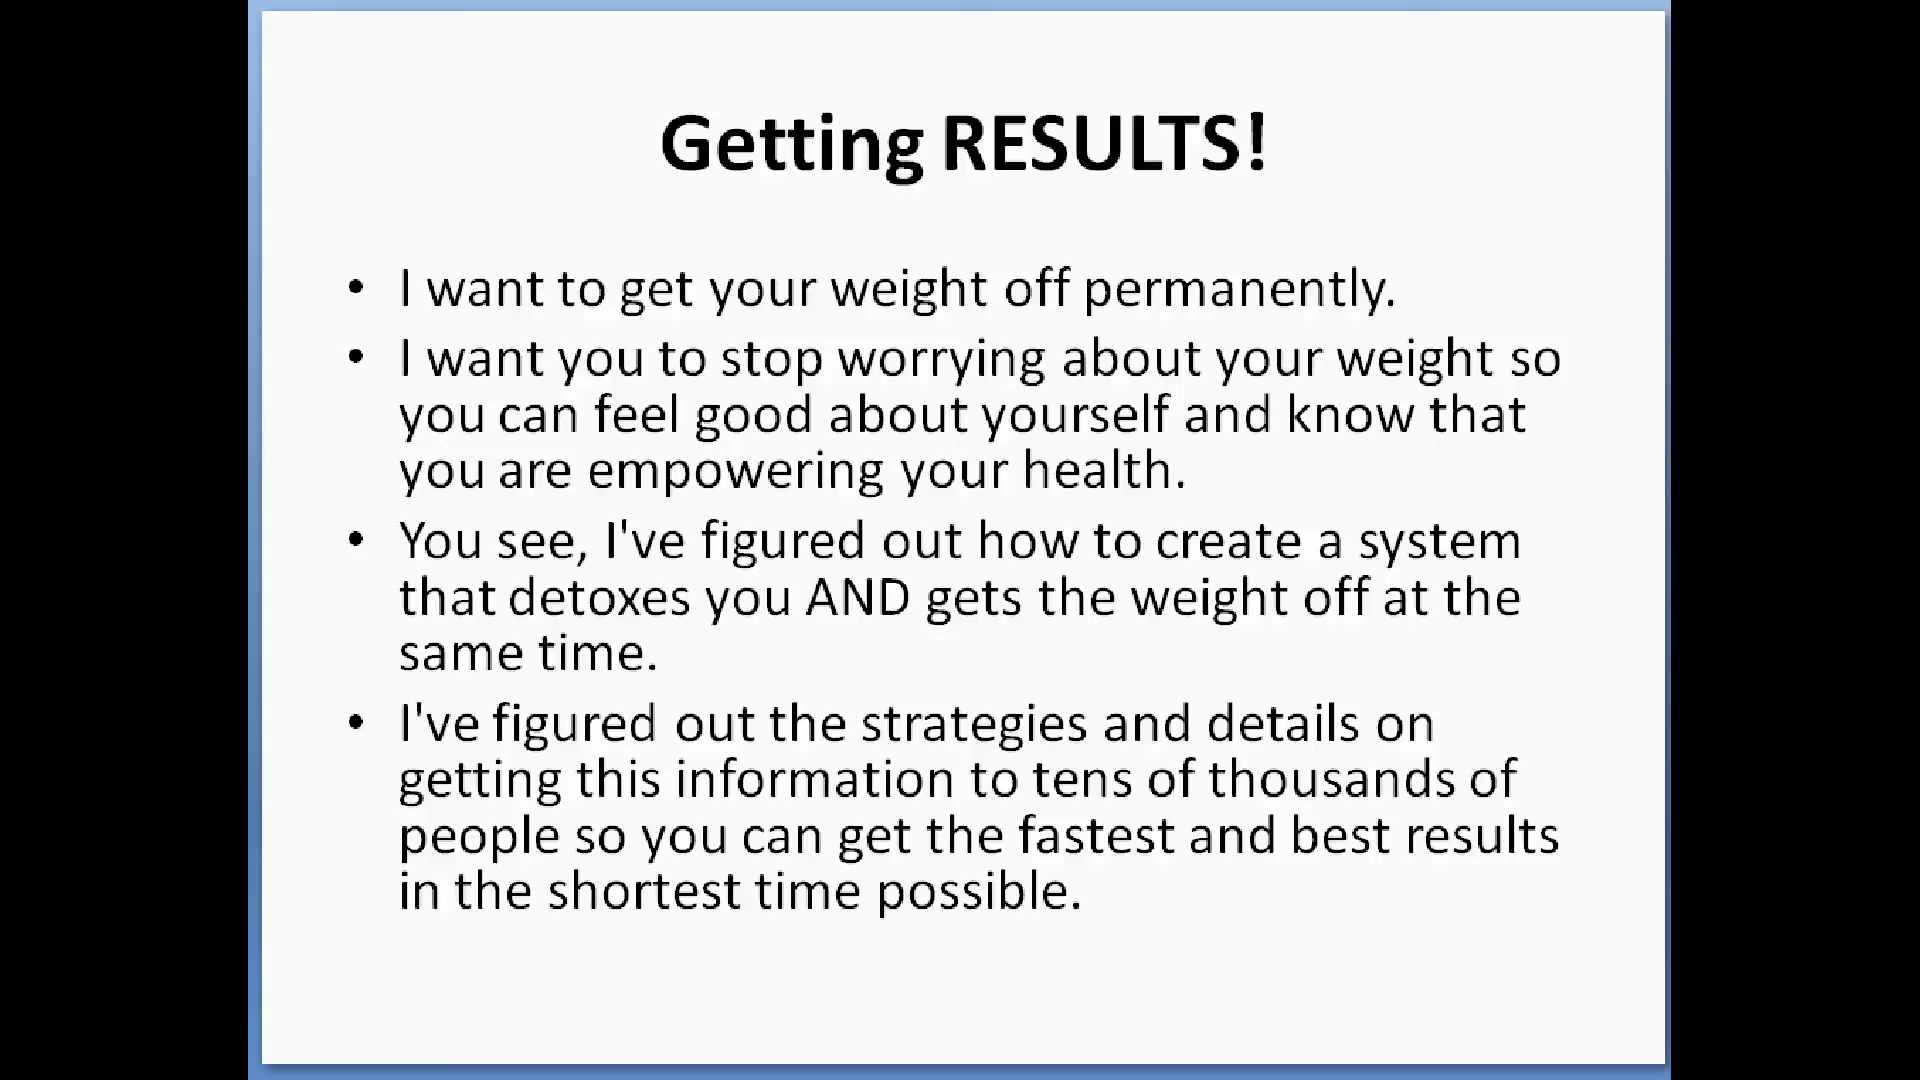 Getting RESULTS!
• I want to get your weight off permanently.
• I want you to stop worrying about your weight so
you can feel good about yourself and know that
you are empowering your health.
• You see, I've figured out how to create a system
that detoxes you AND gets the weight off at the
same time.
• I've figured out the strategies and details on
getting this information to tens of thousands of
people so you can get the fastest and best results
in the shortest time possible.